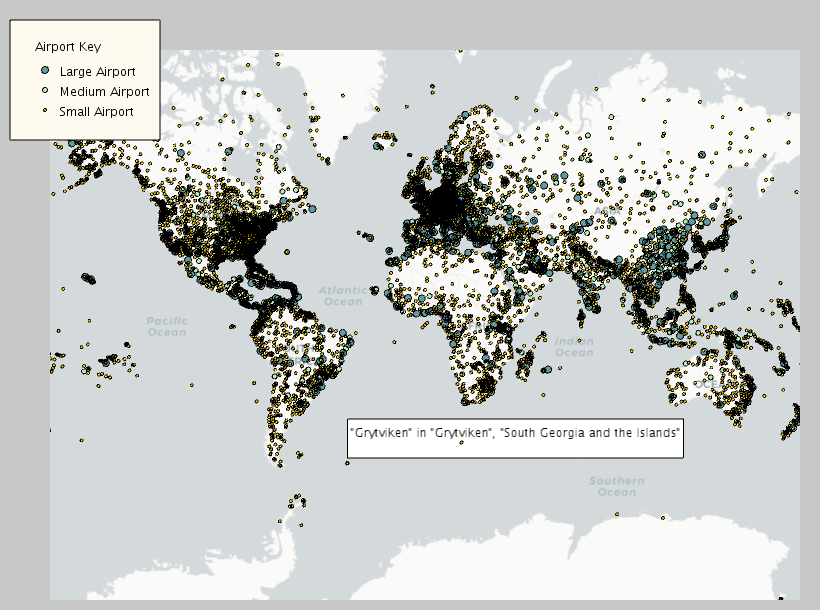 Airport Key
Large Airport
Medium Airport
Small Airport
Atlantic
Ocean
Pacific
Ocean
Indian
Ocean
"Grytviken" in "Grytviken", "South Georgia and the Islands"
Southern
Ocean